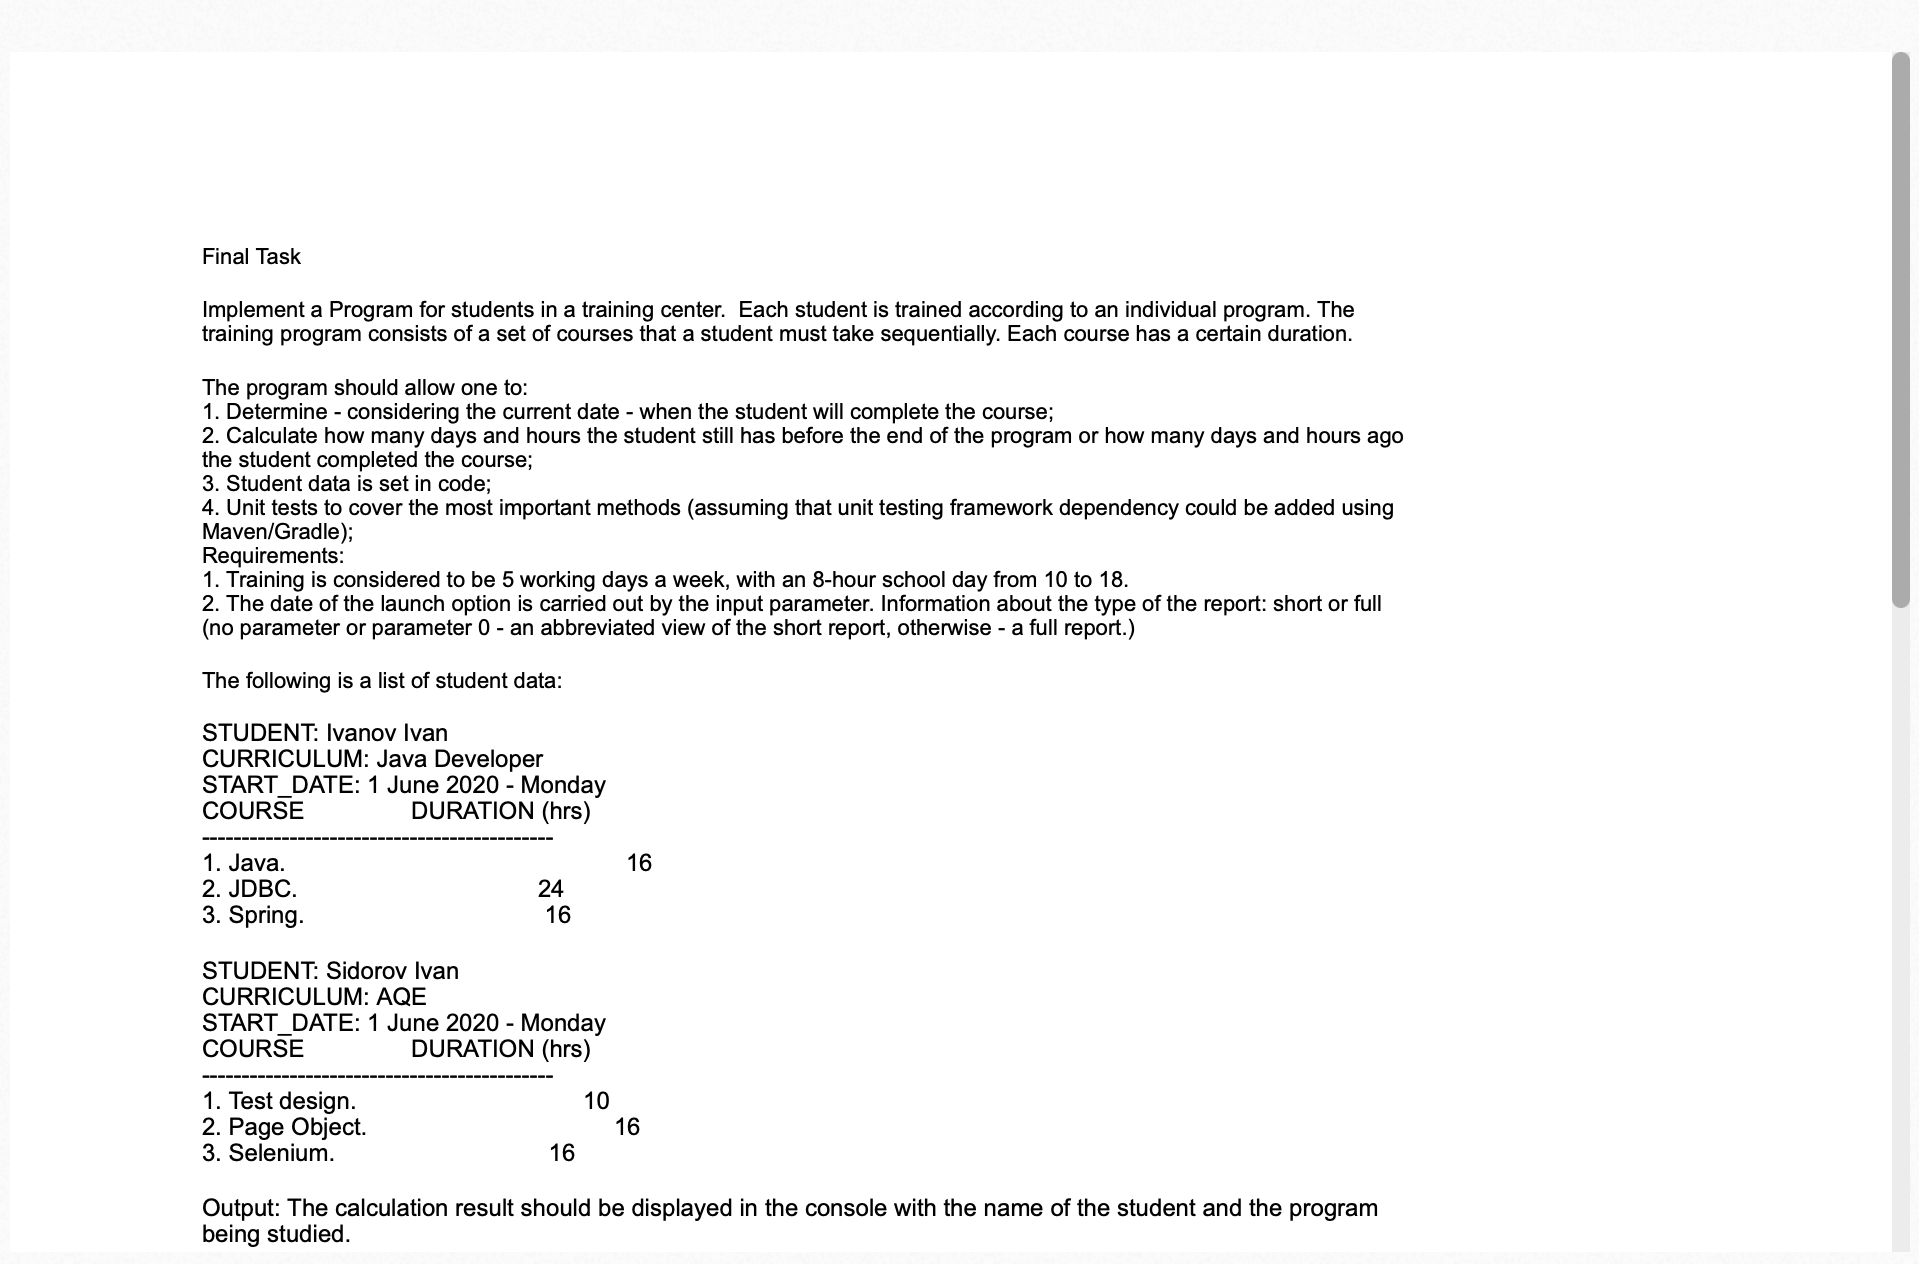 Final Task
Implement a Program for students in a training center.  Each student is trained according to an individual program. The
training program consists of a set of courses that a student must take sequentially. Each course has a certain duration.
The program should allow one to:
1. Determine - considering the current date - when the student will complete the course;
2. Calculate how many days and hours the student still has before the end of the program or how many days and hours ago
the student completed the course;
3. Student data is set in code;
4. Unit tests to cover the most important methods (assuming that unit testing framework dependency could be added using
Maven/Gradle);
Requirements:
1. Training is considered to be 5 working days a week, with an 8-hour school day from 10 to 18.
2. The date of the launch option is carried out by the input parameter. Information about the type of the report: short or full
(no parameter or parameter 0 - an abbreviated view of the short report, otherwise - a full report.)
The following is a list of student data:
STUDENT: Ivanov Ivan
CURRICULUM: Java Developer
START_DATE: 1 June 2020 - Monday
COURSE DURATION (hrs)
--------------------------------------------
1. Java. 16
2. JDBC. 24
3. Spring. 16
STUDENT: Sidorov Ivan
CURRICULUM: AQE
START_DATE: 1 June 2020 - Monday
COURSE DURATION (hrs)
--------------------------------------------
1. Test design. 10
2. Page Object. 16
3. Selenium. 16
Output: The calculation result should be displayed in the console with the name of the student and the program
being studied.